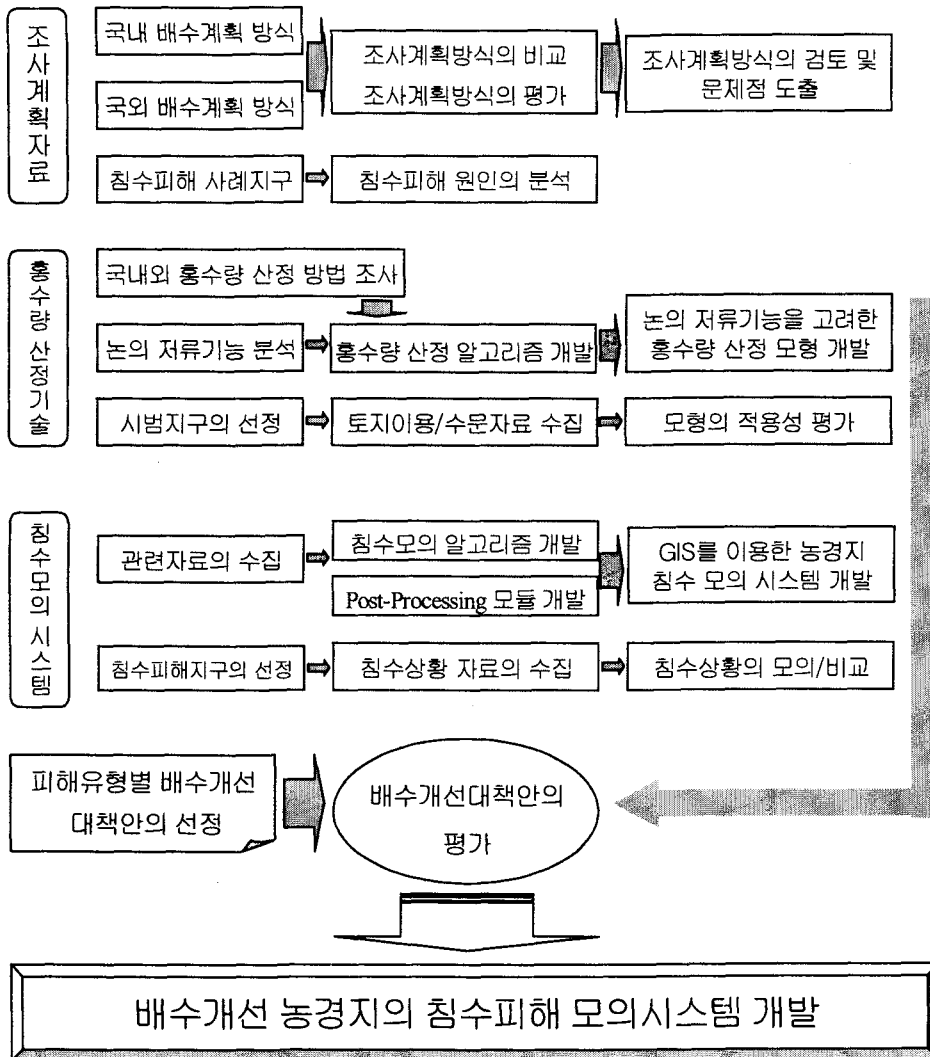 조사계획자료
국내 배수계획 방식
국외 배수계획 방식
조사계획방식의 비교
조사계획방식의 평가
조사계획방식의 검토 및
문제점 도출
침수피해 사례지구
침수피해 원인의 분석
홍수량 산정기술
국내외 홍수량 산정 방법 조사
논의 저류기능 분석
홍수량 산정 알고리즘 개발
논의 저류기능을 고려한
홍수량 산정 모형 개발
시범지구의 선정
토지이용/수문자료 수집
모형의 적용성 평가
침수모의 시스템
관련자료의 수집
침수모의 알고리즘 개발
Post-Processing 모듈 개발
GIS를 이용한 농경지
침수 모의 시스템 개발
침수피해지구의 선정
침수상황 자료의 수집
침수상황의 모의/비교
피해유형별 배수개선
대책안의 선정
배수개선대책안의
평가
배수개선 농경지의 침수피해 모의시스템 개발